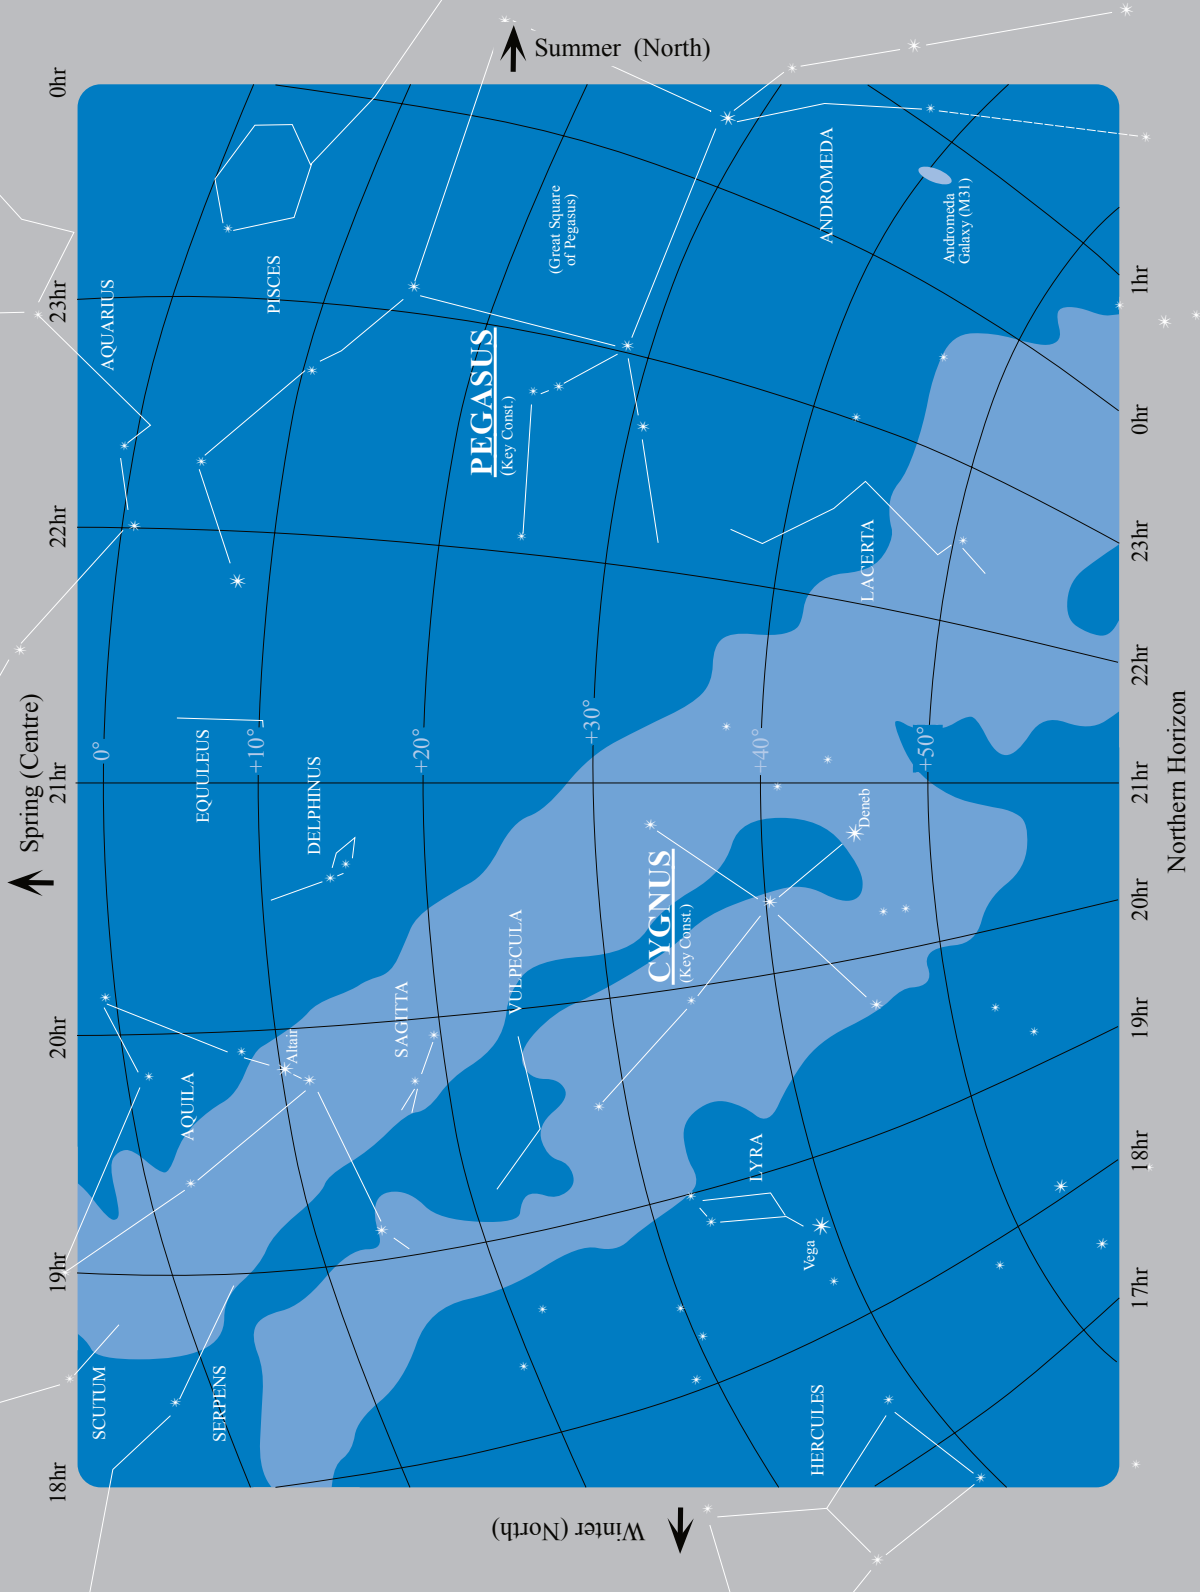 Spring (Centre)
0hr
23hr
22hr
21hr
20hr
19hr
18hr
Summer (North)
Winter (North)
AQUARIUS
PISCES
(Great Square
of Pegasus)
ANDROMEDA
Andromeda
Galaxy (M31)
PEGASUS
(Key Const.)
LACERTA
EQUULEUS
DELPHINUS
0°
+10°
+20°
+30°
+40°
+50°
Deneb
CYGNUS
(Key Const.)
VULPECULA
SAGITTA
Altair
AQUILA
LYRA
Vega
SCUTUM
SERPENS
HERCULES
1hr
0hr
23hr
22hr
21hr
20hr
19hr
18hr
17hr
Northern Horizon